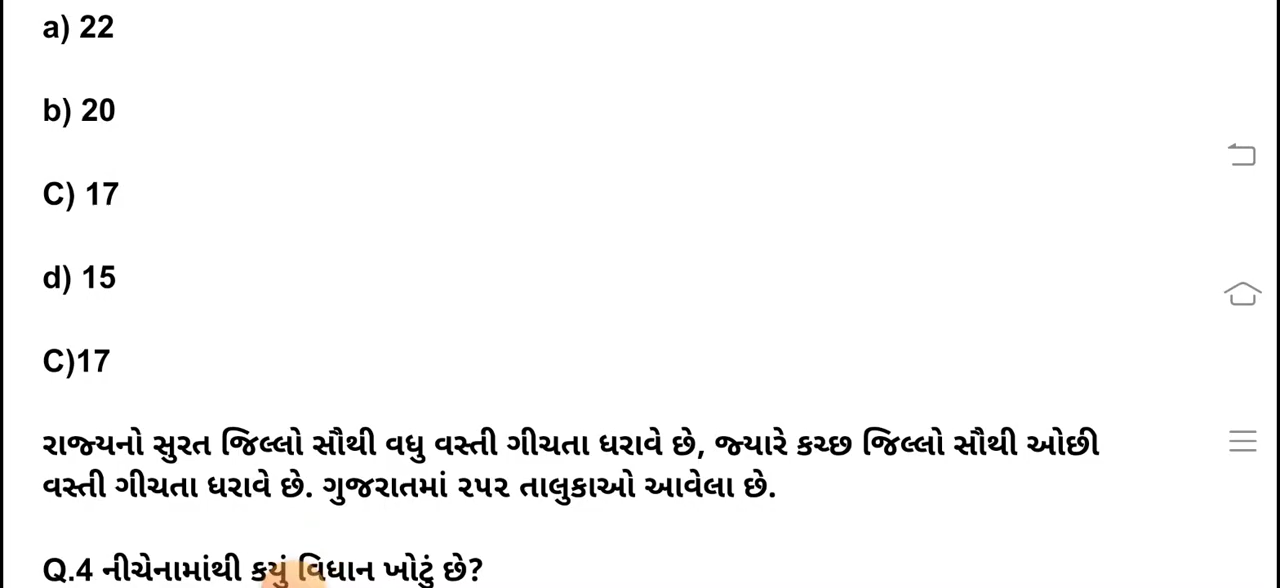 a) 22
b) 20
C) 17
d) 15
C)17
રાજ્યનો સુરત જિલ્લો સૌથી વધુ વસ્તી ગીચતા ધરાવે છે, જ્યારે કચ્છ જિલ્લો સૌથી ઓછી
વસ્તી ગીચતા ધરાવે છે. ગુજરાતમાં ૨૫૨ તાલુકાઓ આવેલા છે.
Q.4 નીચેનામાંથી કયું વિધાન ખોટું છે?